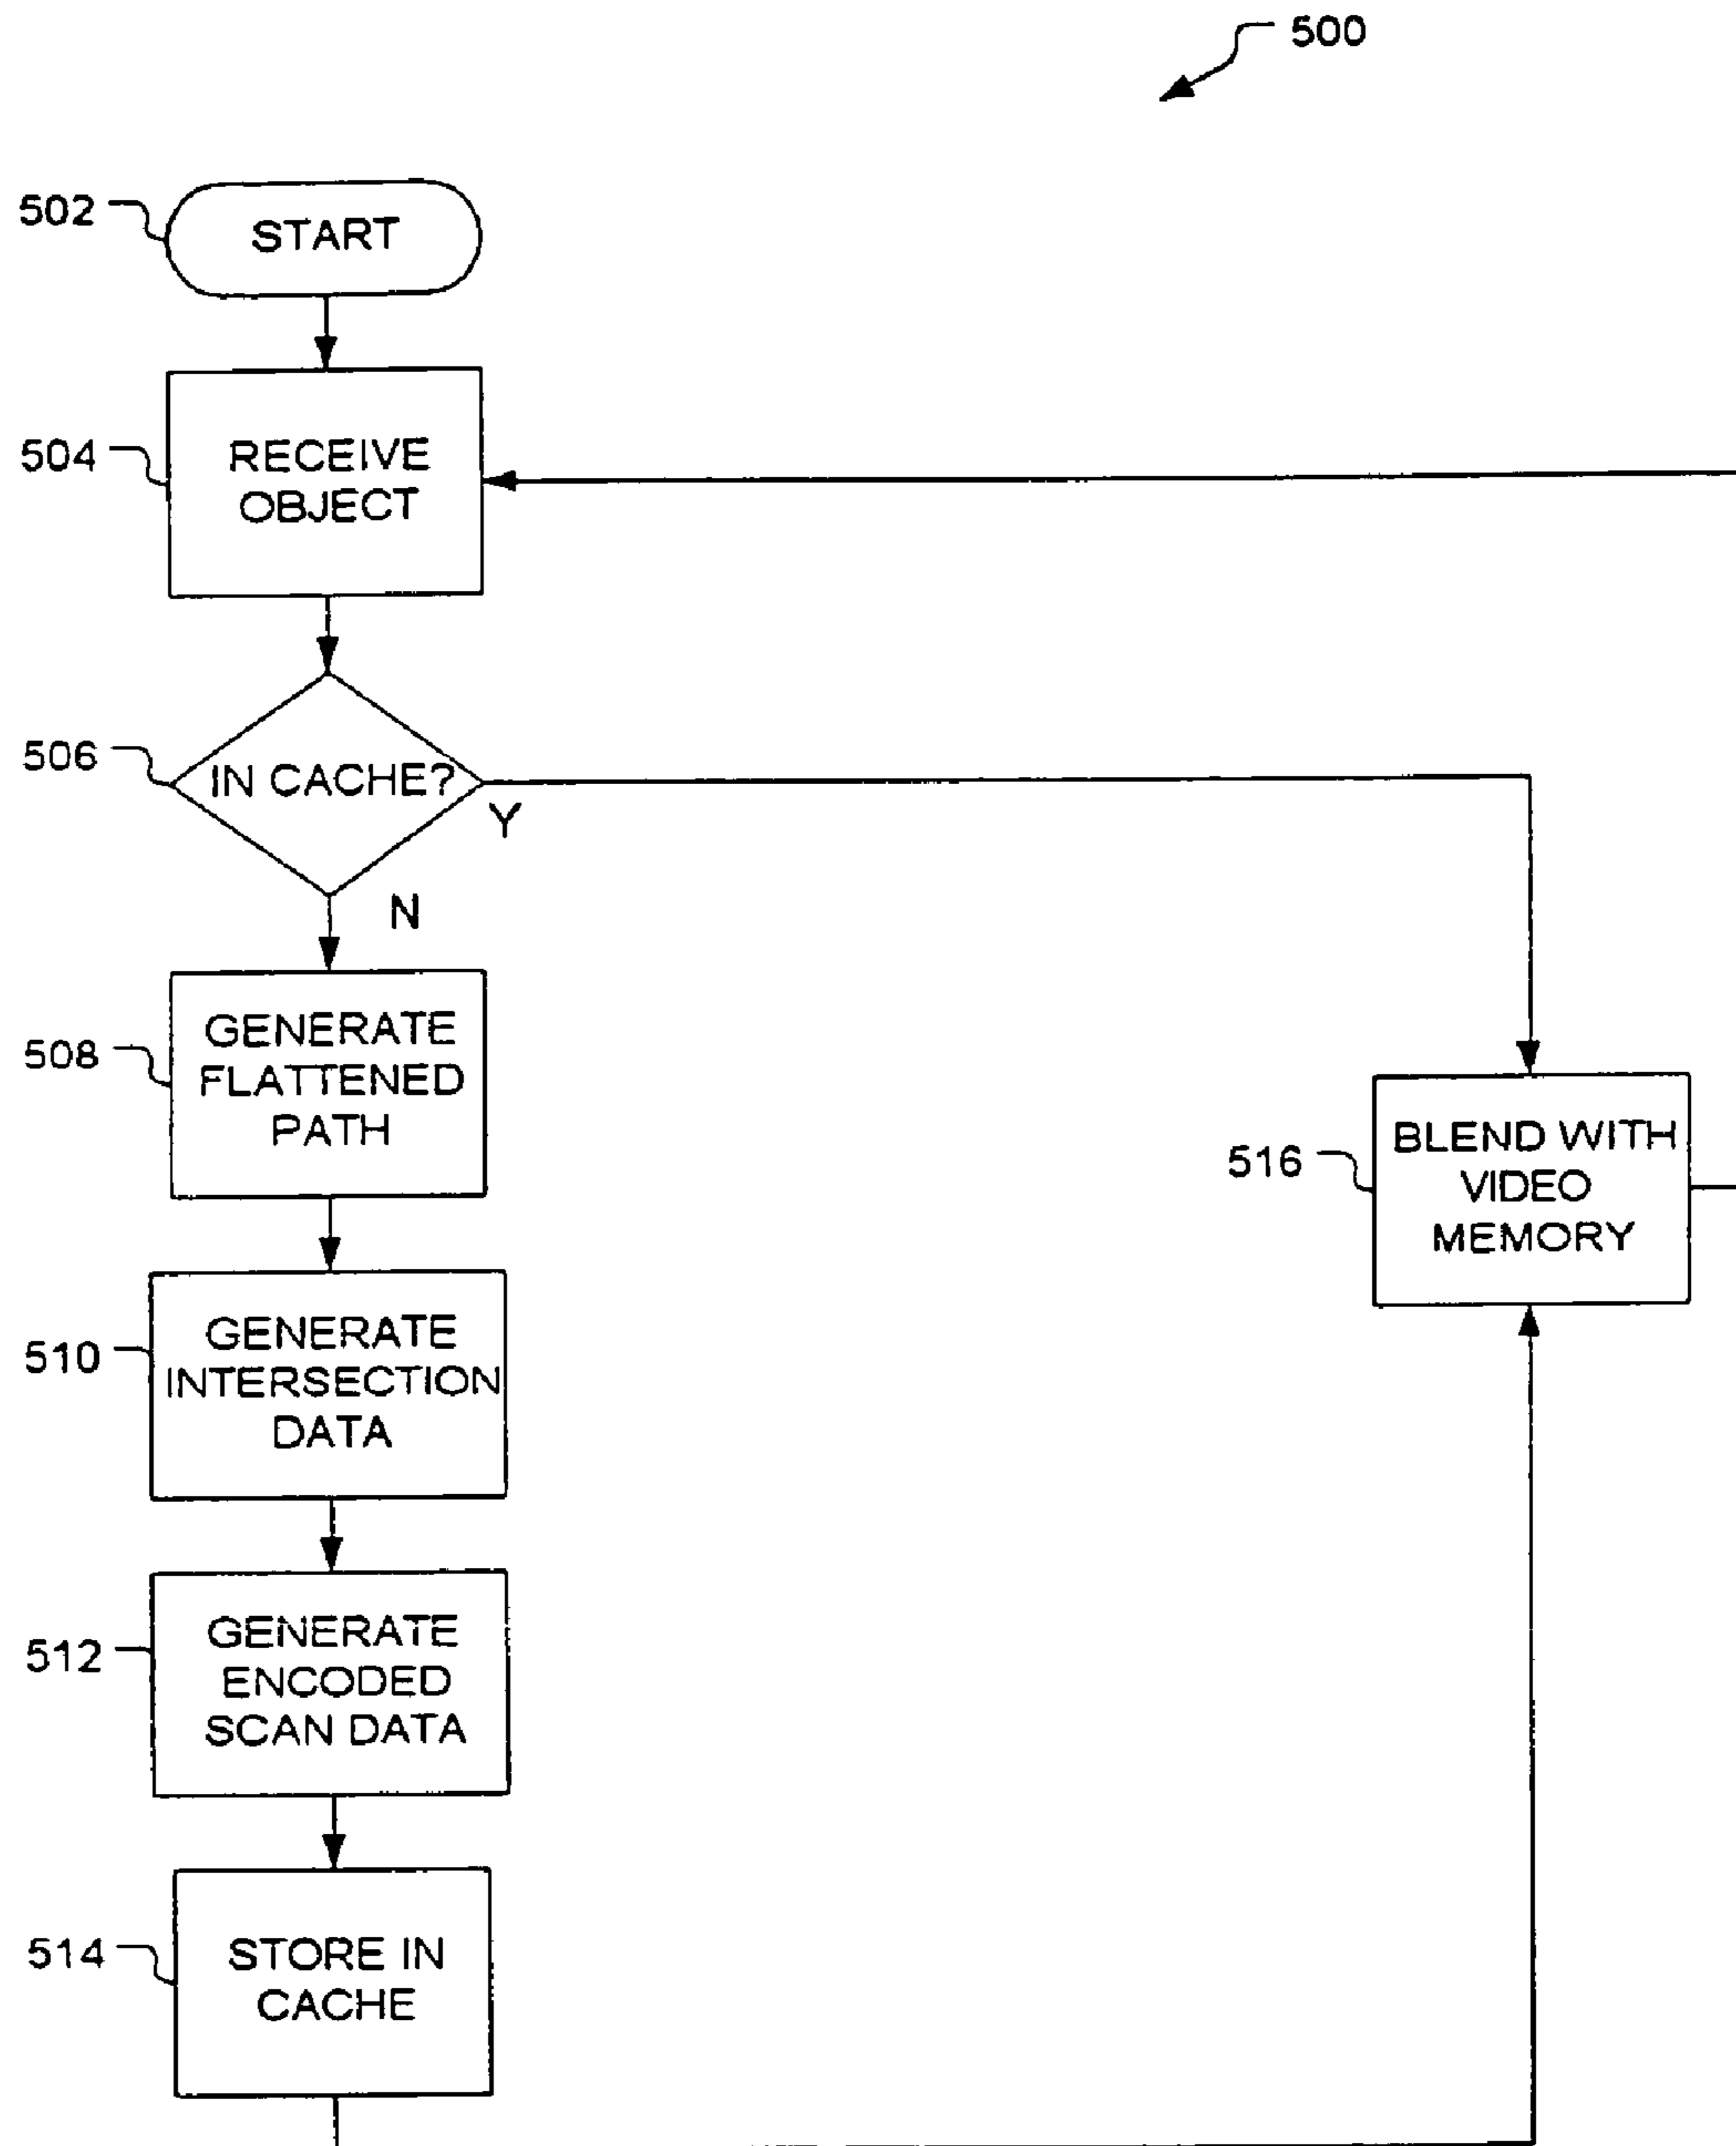 500
502
START
504
RECEIVE
OBJECT
506
IN CACHE?
Y
N
508
GENERATE
FLATTENED
PATH
516
BLEND WITH
VIDEO
MEMORY
510
GENERATE
INTERSECTION
DATA
512
GENERATE
ENCODED
SCAN DATA
514
STORE IN
CACHE